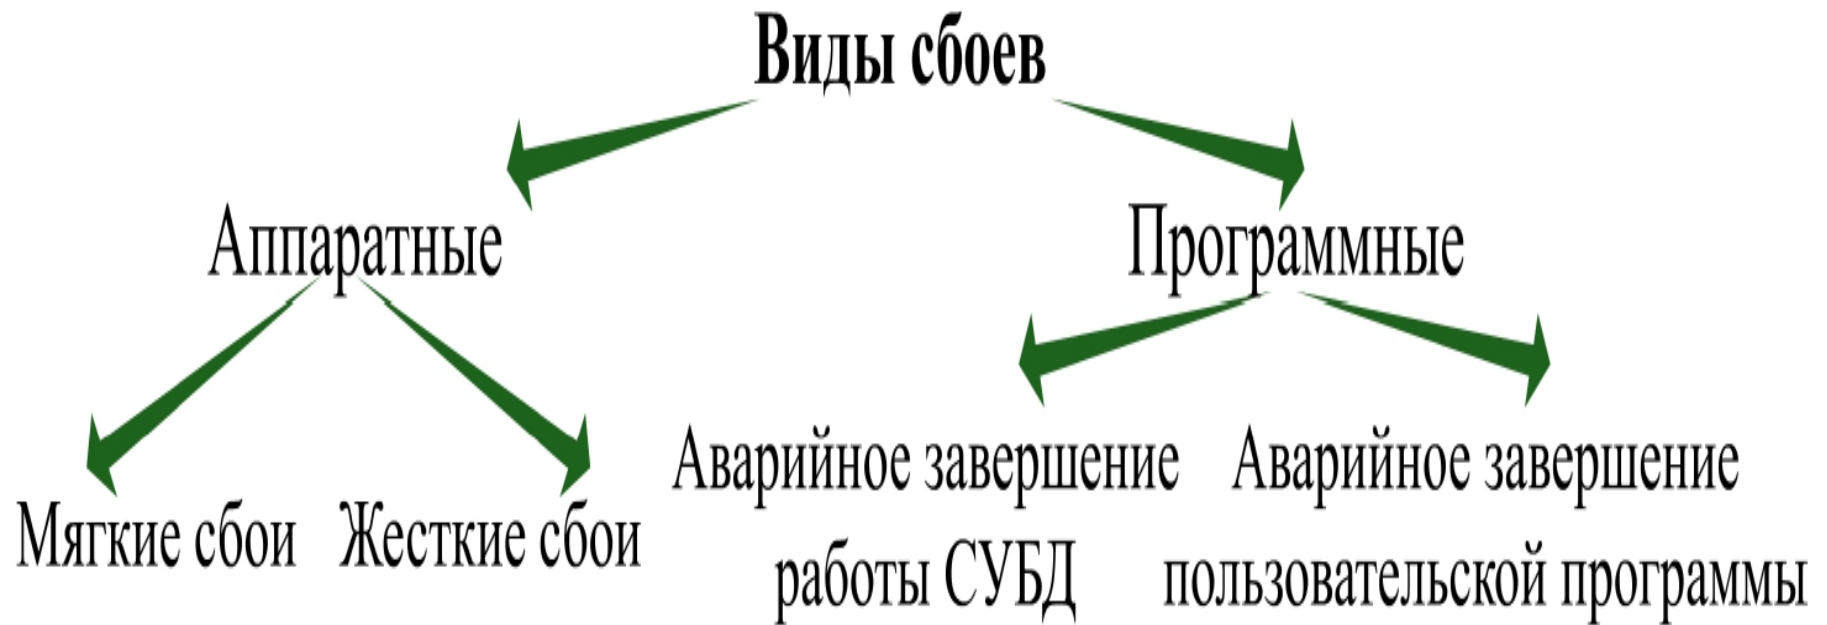 Виды сбоев
Аппаратные
Программные
Мягкие сбои
Жесткие сбои
Аварийное завершение
работы СУБД
Аварийное завершение
пользовательской программы